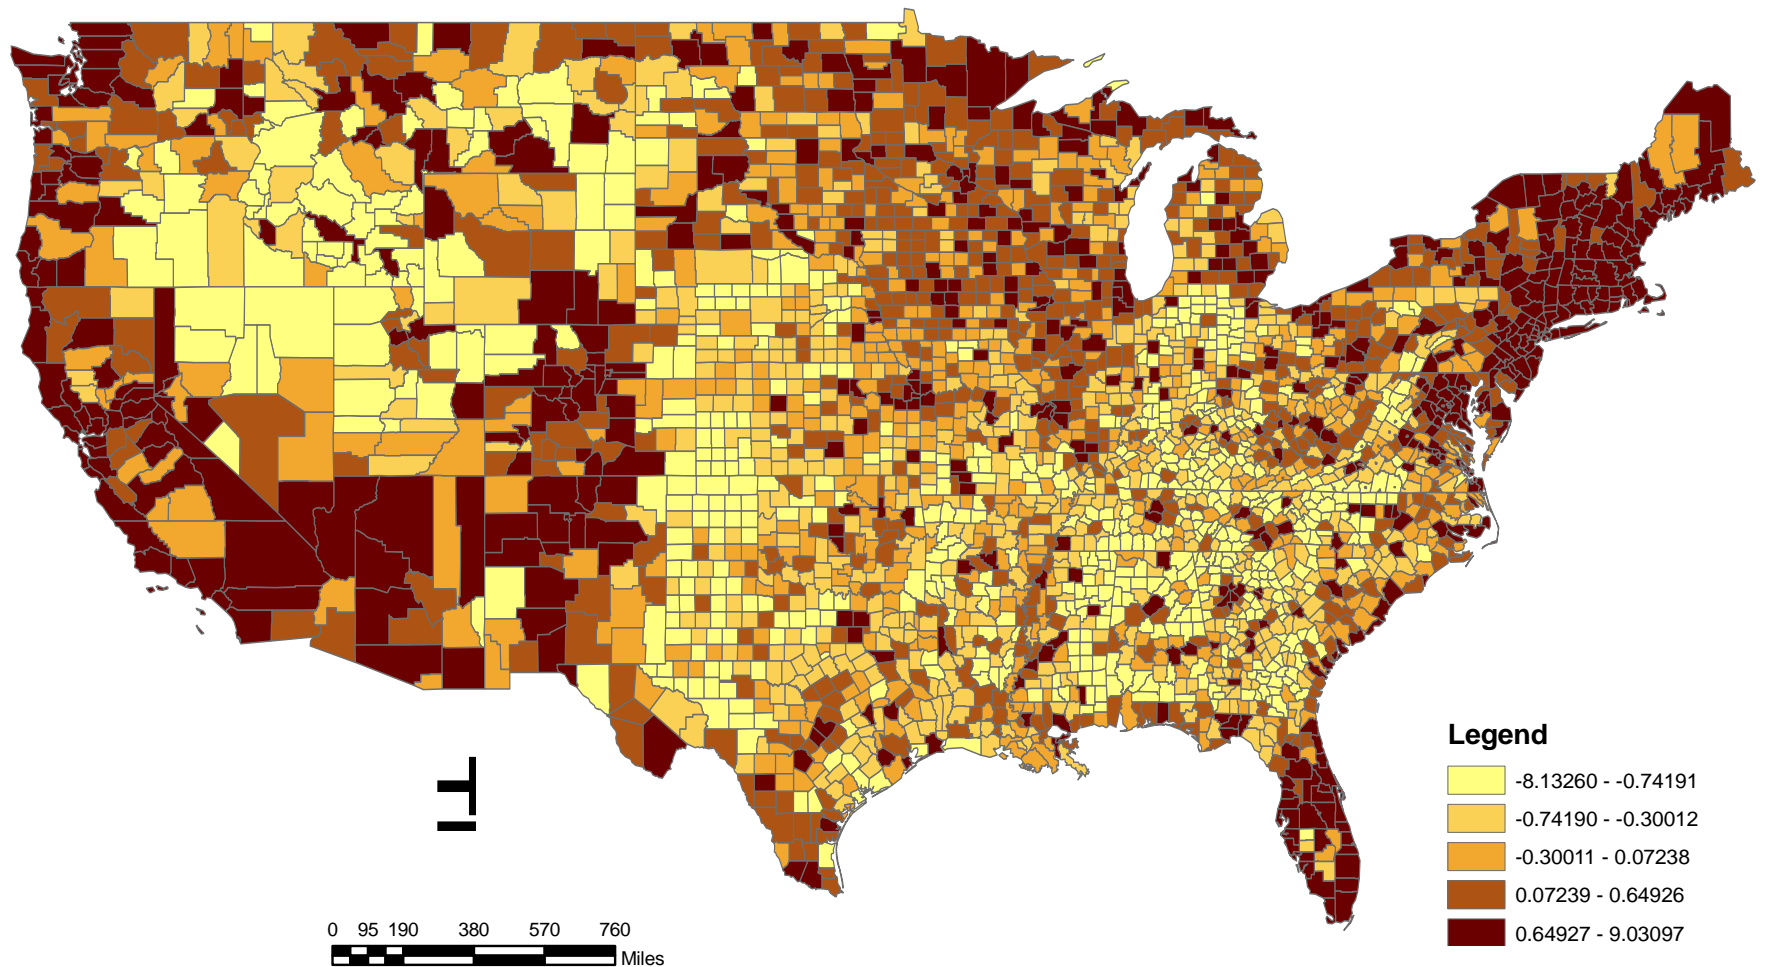 Legend
-8.13260 - -0.74191
-0.74190 - -0.30012
-0.30011 - 0.07238
0.07239 - 0.64926
0.64927 - 9.03097
0 95 190 380 570 760
Miles